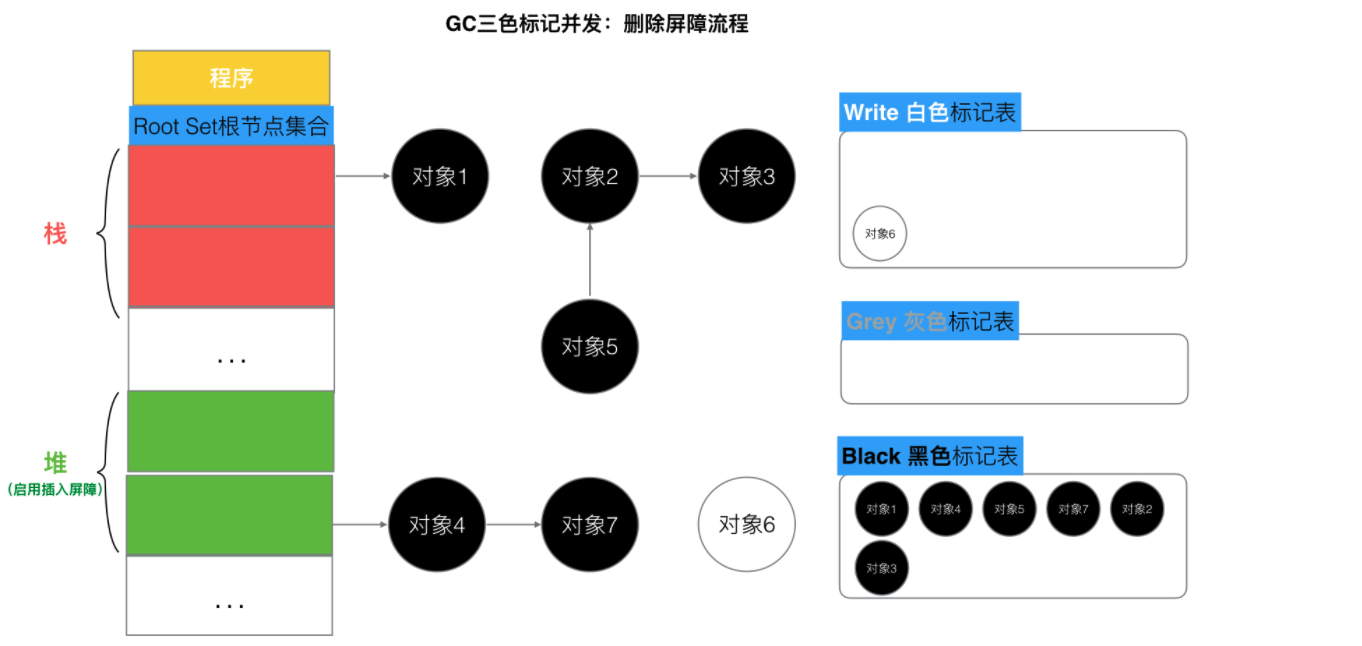 GC三色标记并发：删除屏障流程
程序
Root Set根节点集合
栈
...
堆
（启用插入屏障）
...
对象1
对象2
对象3
对象5
对象4
对象7
对象6
Write 白色标记表
对象6
Grey 灰色标记表
Black 黑色标记表
对象1
对象4
对象5
对象7
对象2
对象3